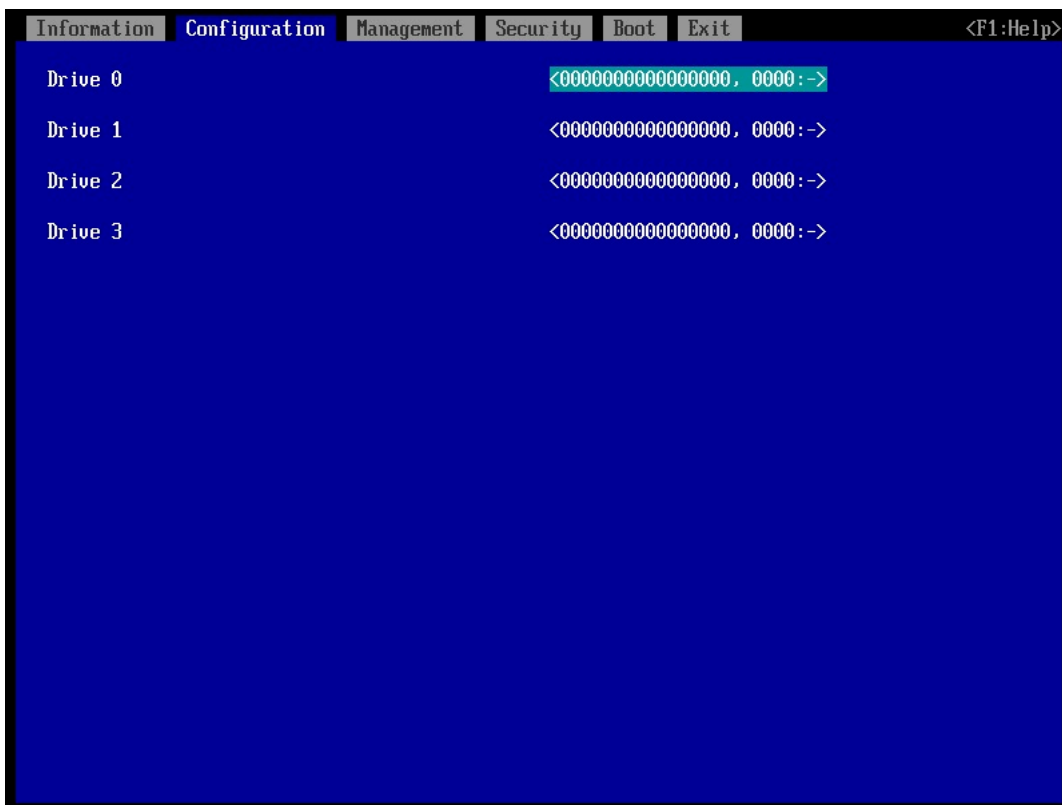 Information Configuration Management Security Boot Exit <F1:Help>
Drive 0 <0000000000000000, 0000:->
Drive 1 <0000000000000000, 0000:->
Drive 2 <0000000000000000, 0000:->
Drive 3 <0000000000000000, 0000:->